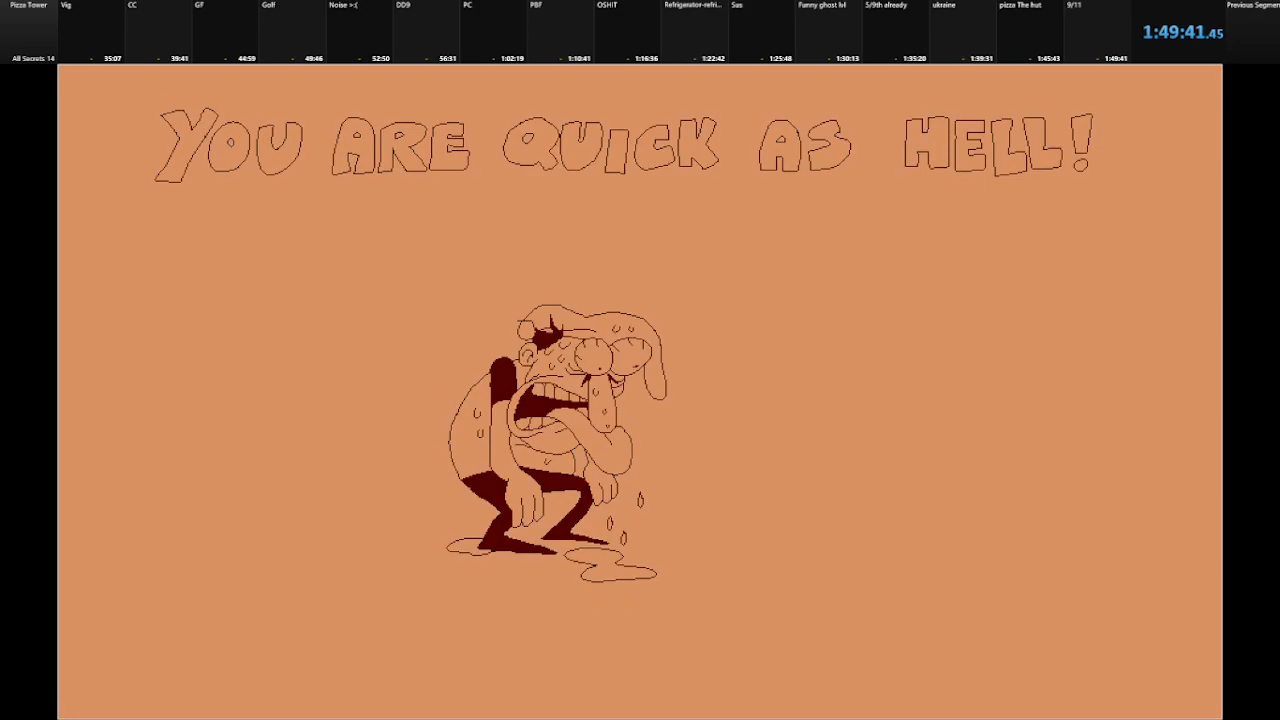 Pizza Tower Vig CC GF Golf Noise >:( DD9 PC PBF OSHIT Refrigerator-refri... Sus Funny ghost lvl 5/9th already ukraine pizza The hut 9/11 Previous Segmen
1:49:41.45
All Secrets 14 - 35:07 - 39:41 - 44:59 - 49:46 - 52:50 - 56:31 - 1:02:19 - 1:10:41 - 1:16:36 - 1:22:42 - 1:25:48 - 1:30:13 - 1:35:20 - 1:39:31 - 1:45:43 - 1:49:41
YOU ARE QUICK AS HELL!